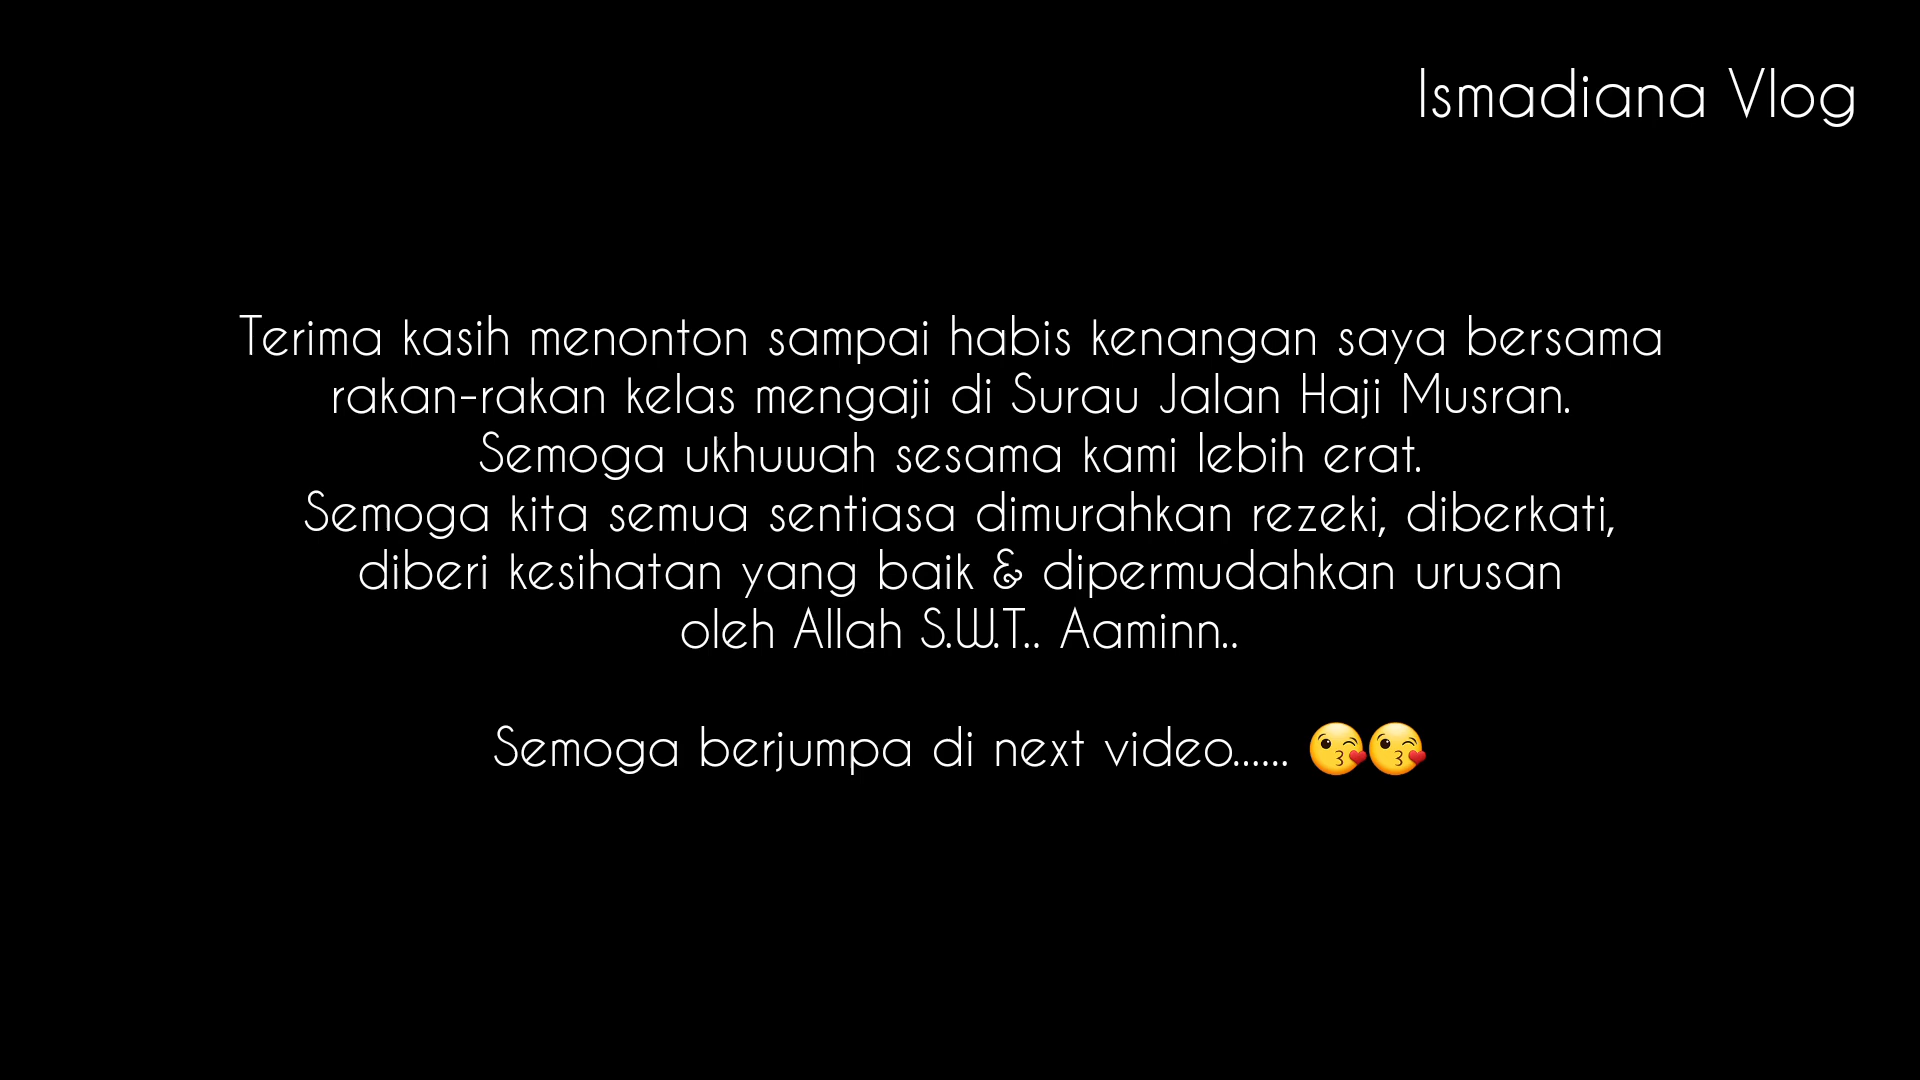 Ismadiana Vlog
Terima kasih menonton sampai habis kenangan saya bersama
rakan-rakan kelas mengaji di Surau Jalan Haji Musran.
Semoga ukhuwah sesama kami lebih erat.
Semoga kita semua sentiasa dimurahkan rezeki, diberkati,
diberi kesihatan yang baik & dipermudahkan urusan
oleh Allah S.W.T.. Aaminn..
Semoga berjumpa di next video...... 😘😘